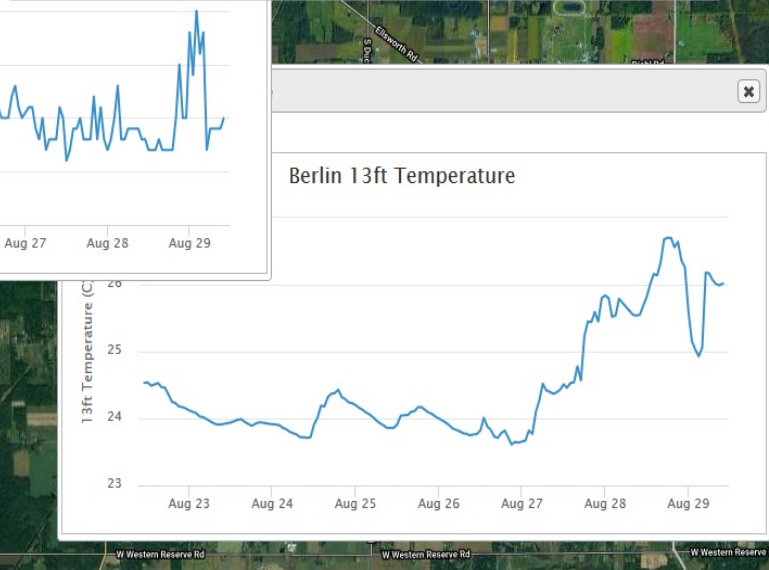 Ellsworth Rd
S Duc
Aug 27 Aug 28 Aug 29
Berlin 13ft Temperature
13ft Temperature (C)
26
25
24
23
Aug 23 Aug 24 Aug 25 Aug 26 Aug 27 Aug 28 Aug 29
W Western Reserve Rd W Western Reserve Rd W Western Reserve